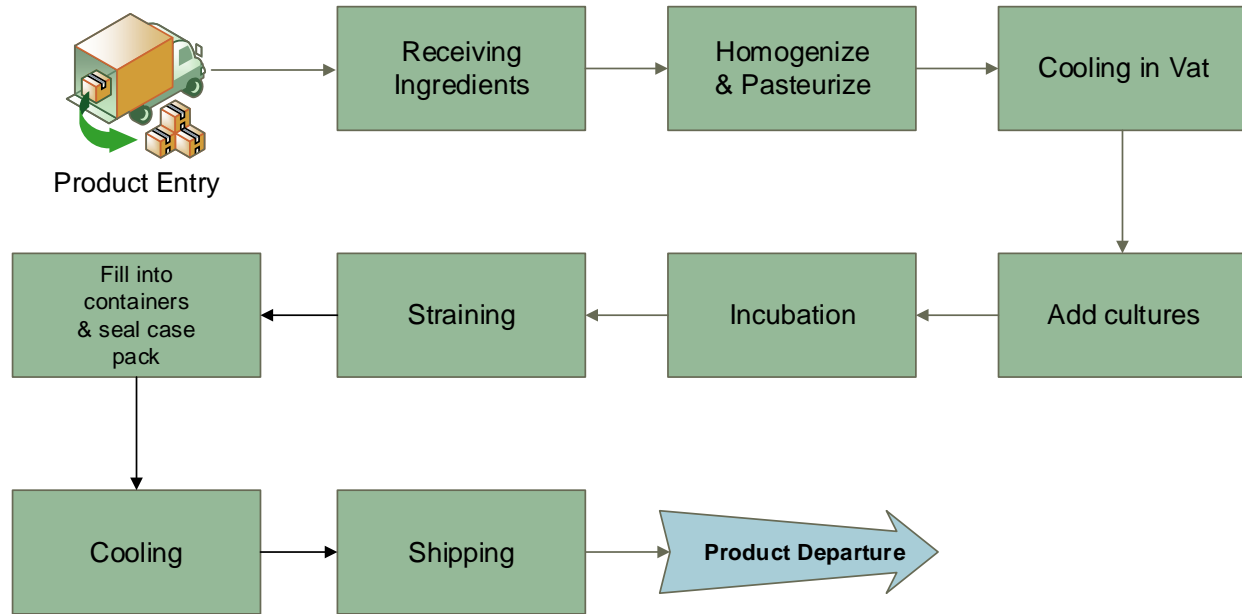 Product Entry
Receiving
Ingredients
Homogenize
& Pasteurize
Cooling in Vat
Add cultures
Incubation
Straining
Fill into
containers
& seal case
pack
Cooling
Shipping
Product Departure